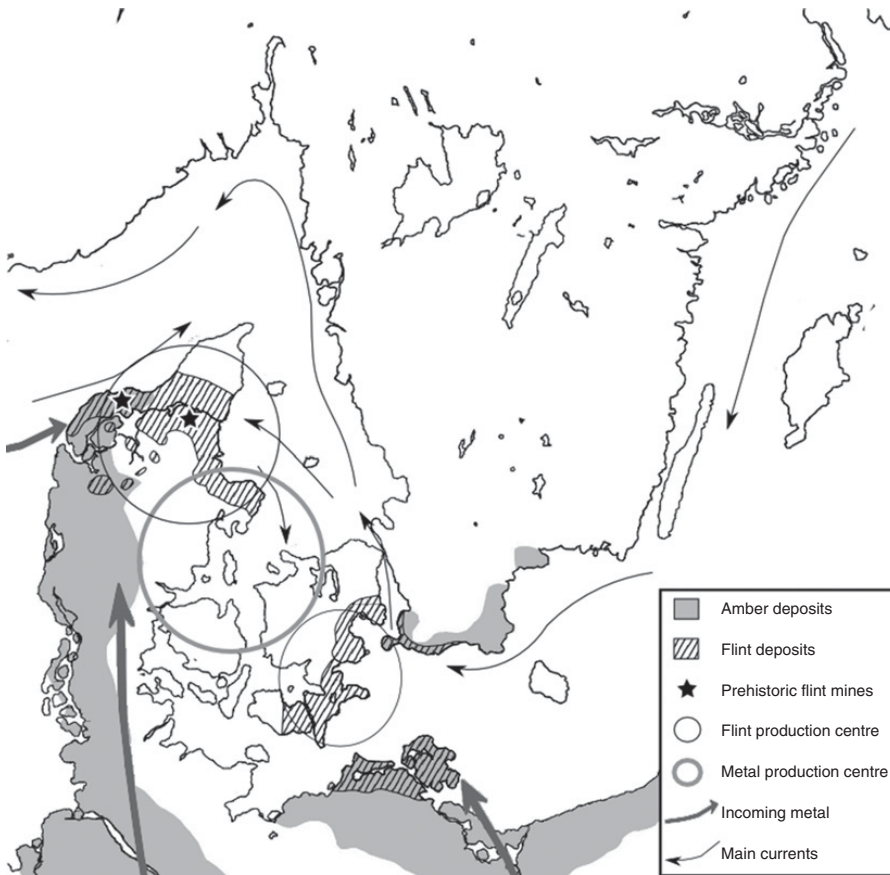 Amber deposits
Flint deposits
Prehistoric flint mines
Flint production centre
Metal production centre
Incoming metal
Main currents